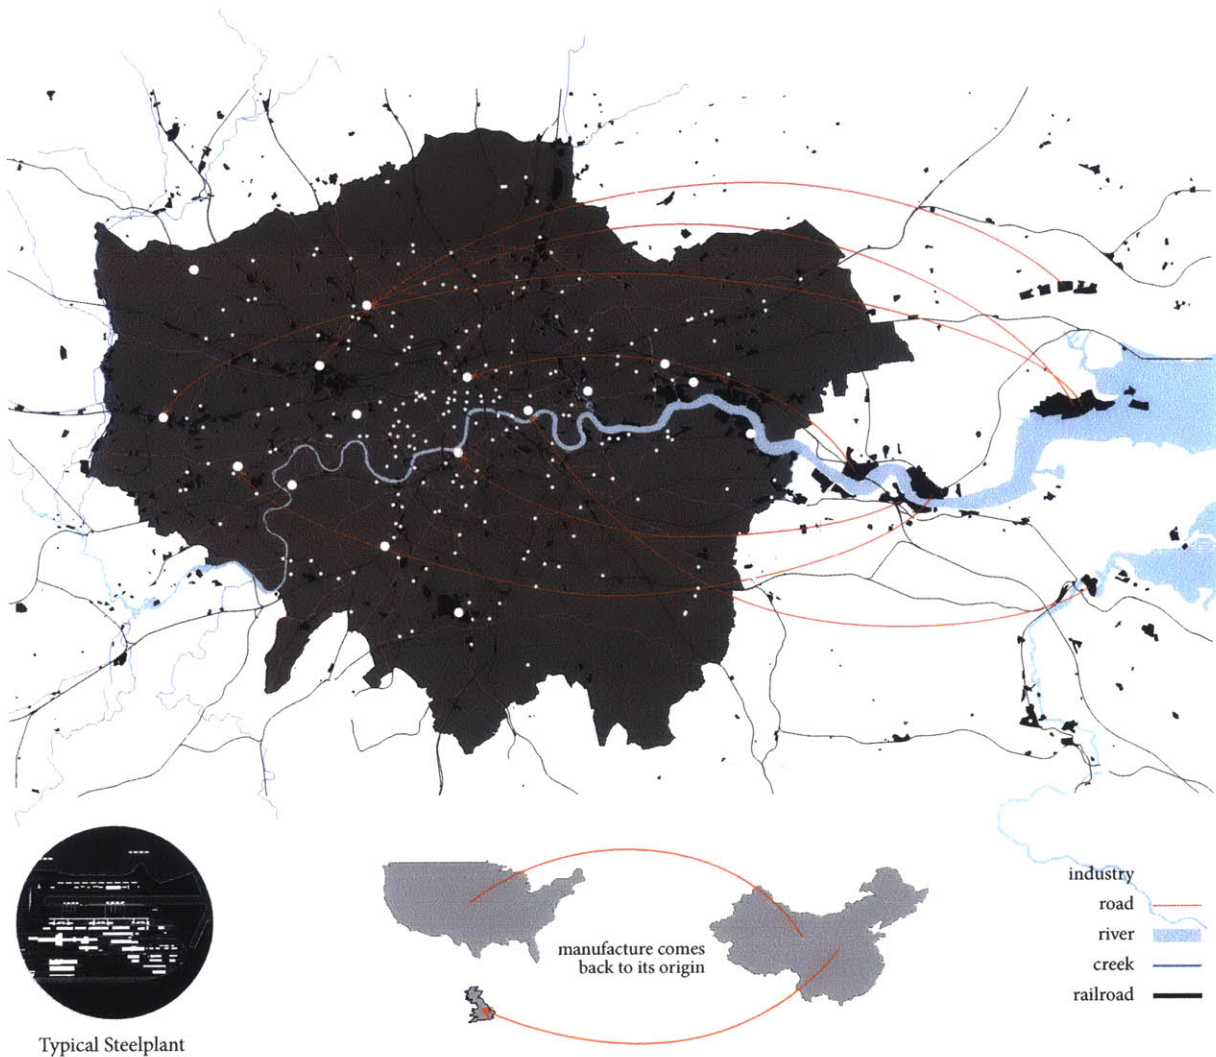 Typical Steelplant
manufacture comes
back to its origin
industry
road
river
creek
railroad